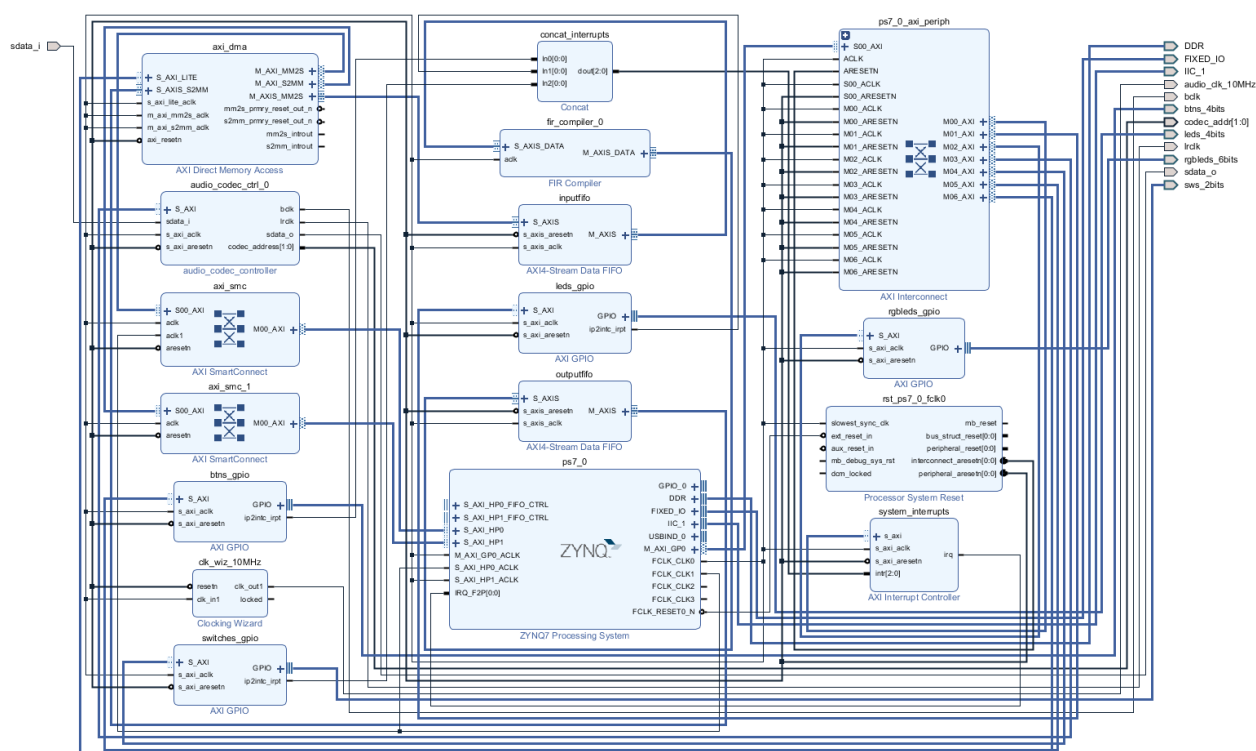 sdata_i
axi_dma
S_AXI_LITE
S_AXIS_S2MM
s_axi_lite_aclk
m_axi_mm2s_aclk
m_axi_s2mm_aclk
axi_resetn
M_AXI_MM2S
M_AXI_S2MM
M_AXIS_MM2S
mm2s_prmry_reset_out_n
s2mm_prmry_reset_out_n
mm2s_introut
s2mm_introut
AXI Direct Memory Access
audio_codec_ctrl_0
S_AXI
sdata_i
s_axi_aclk
s_axi_aresetn
bclk
lrclk
sdata_o
codec_address[1:0]
audio_codec_controller
axi_smc
S00_AXI
aclk
aclk1
aresetn
M00_AXI
AXI SmartConnect
axi_smc_1
S00_AXI
aclk
aresetn
M00_AXI
AXI SmartConnect
btns_gpio
S_AXI
s_axi_aclk
s_axi_aresetn
GPIO
ip2intc_irpt
AXI GPIO
clk_wiz_10MHz
resetn
clk_in1
clk_out1
locked
Clocking Wizard
switches_gpio
S_AXI
s_axi_aclk
s_axi_aresetn
GPIO
ip2intc_irpt
AXI GPIO
concat_interrupts
In0[0:0]
In1[0:0]
In2[0:0]
dout[2:0]
Concat
fir_compiler_0
S_AXIS_DATA
aclk
M_AXIS_DATA
FIR Compiler
inputfifo
S_AXIS
s_axis_aresetn
s_axis_aclk
M_AXIS
AXI4-Stream Data FIFO
leds_gpio
S_AXI
s_axi_aclk
s_axi_aresetn
GPIO
ip2intc_irpt
AXI GPIO
outputfifo
S_AXIS
s_axis_aresetn
s_axis_aclk
M_AXIS
AXI4-Stream Data FIFO
ps7_0
S_AXI_HP0_FIFO_CTRL
S_AXI_HP1_FIFO_CTRL
S_AXI_HP0
S_AXI_HP1
M_AXI_GP0_ACLK
S_AXI_HP0_ACLK
S_AXI_HP1_ACLK
IRQ_F2P[0:0]
ZYNQ
GPIO_0
DDR
FIXED_IO
IIC_1
USBIND_0
M_AXI_GP0
FCLK_CLK0
FCLK_CLK1
FCLK_CLK2
FCLK_CLK3
FCLK_RESET0_N
ZYNQ7 Processing System
ps7_0_axi_periph
S00_AXI
ACLK
ARESETN
S00_ACLK
S00_ARESETN
M00_ACLK
M00_ARESETN
M01_ACLK
M01_ARESETN
M02_ACLK
M02_ARESETN
M03_ACLK
M03_ARESETN
M04_ACLK
M04_ARESETN
M05_ACLK
M05_ARESETN
M06_ACLK
M06_ARESETN
M00_AXI
M01_AXI
M02_AXI
M03_AXI
M04_AXI
M05_AXI
M06_AXI
AXI Interconnect
rgbleds_gpio
S_AXI
s_axi_aclk
s_axi_aresetn
GPIO
AXI GPIO
rst_ps7_0_fclk0
slowest_sync_clk
ext_reset_in
aux_reset_in
mb_debug_sys_rst
dcm_locked
mb_reset
bus_struct_reset[0:0]
peripheral_reset[0:0]
interconnect_aresetn[0:0]
peripheral_aresetn[0:0]
Processor System Reset
system_interrupts
s_axi
s_axi_aclk
s_axi_aresetn
intr[2:0]
irq
AXI Interrupt Controller
DDR
FIXED_IO
IIC_1
audio_clk_10MHz
bclk
btns_4bits
codec_addr[1:0]
leds_4bits
lrclk
rgbleds_6bits
sdata_o
sws_2bits